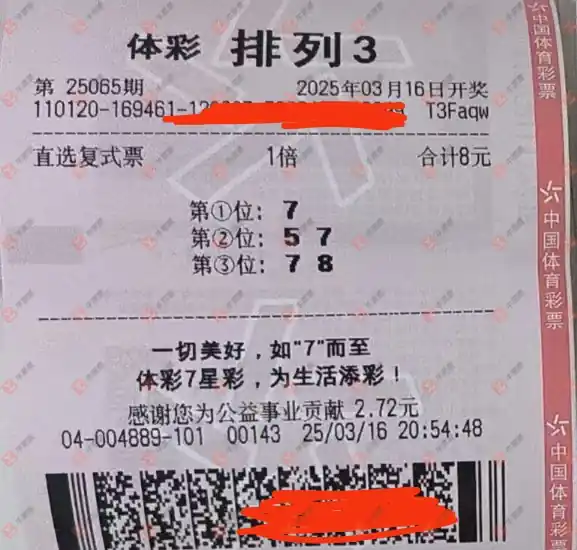 体彩 排列3
第 25065期 2025年03月16日开奖
110120-169461- T3Faqw
直选复式票 1倍 合计8元
第①位: 7
第②位: 5 7
第③位: 7 8
一切美好,如"7"而至
体彩7星彩,为生活添彩!
感谢您为公益事业贡献 2.72元
04-004889-101 00143 25/03/16 20:54:48
中国体育彩票
中国体育彩票
中国体育彩票